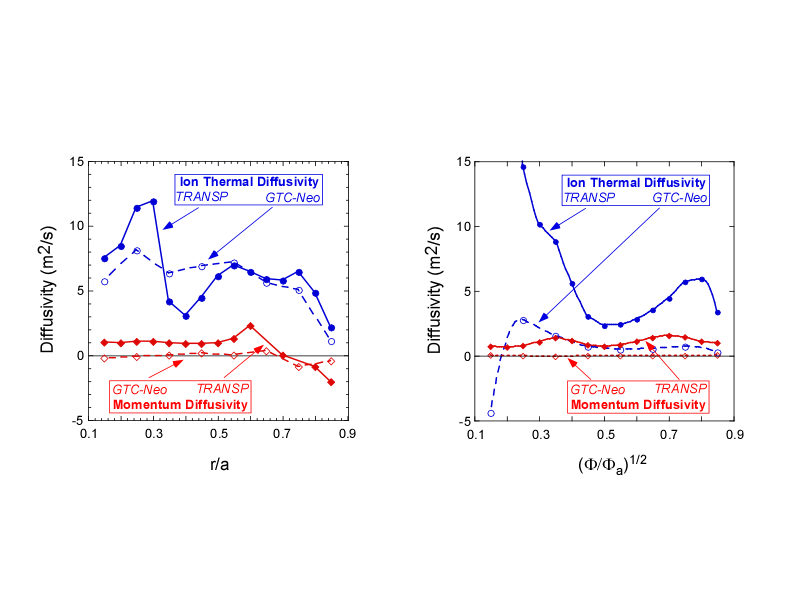 15
10
5
0
-5
0.1
0.3
0.5
0.7
0.9
Diffusivity (m2/s)
r/a
Ion Thermal Diffusivity
TRANSP
GTC-Neo
GTC-Neo
TRANSP
Momentum Diffusivity
15
10
5
0
-5
0.1
0.3
0.5
0.7
0.9
Diffusivity (m2/s)
(Φ/Φa)1/2
Ion Thermal Diffusivity
TRANSP
GTC-Neo
GTC-Neo
TRANSP
Momentum Diffusivity